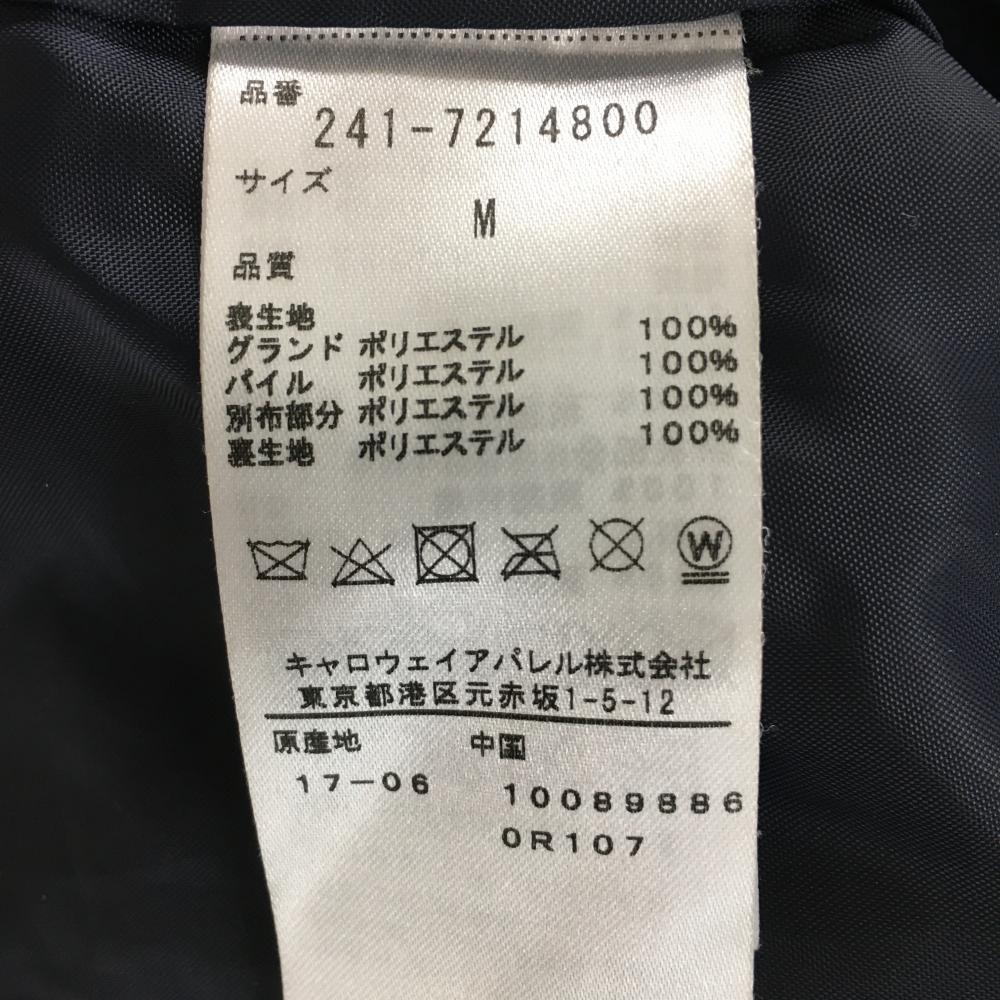 品番
241-7214800
サイズ
M
品質
表生地
グランド ポリエステル 100%
パイル ポリエステル 100%
別布部分 ポリエステル 100%
裏生地 ポリエステル 100%
W
キャロウェイアパレル株式会社
東京都港区元赤坂1-5-12
原産地 中国
17-06 10089886
0R107